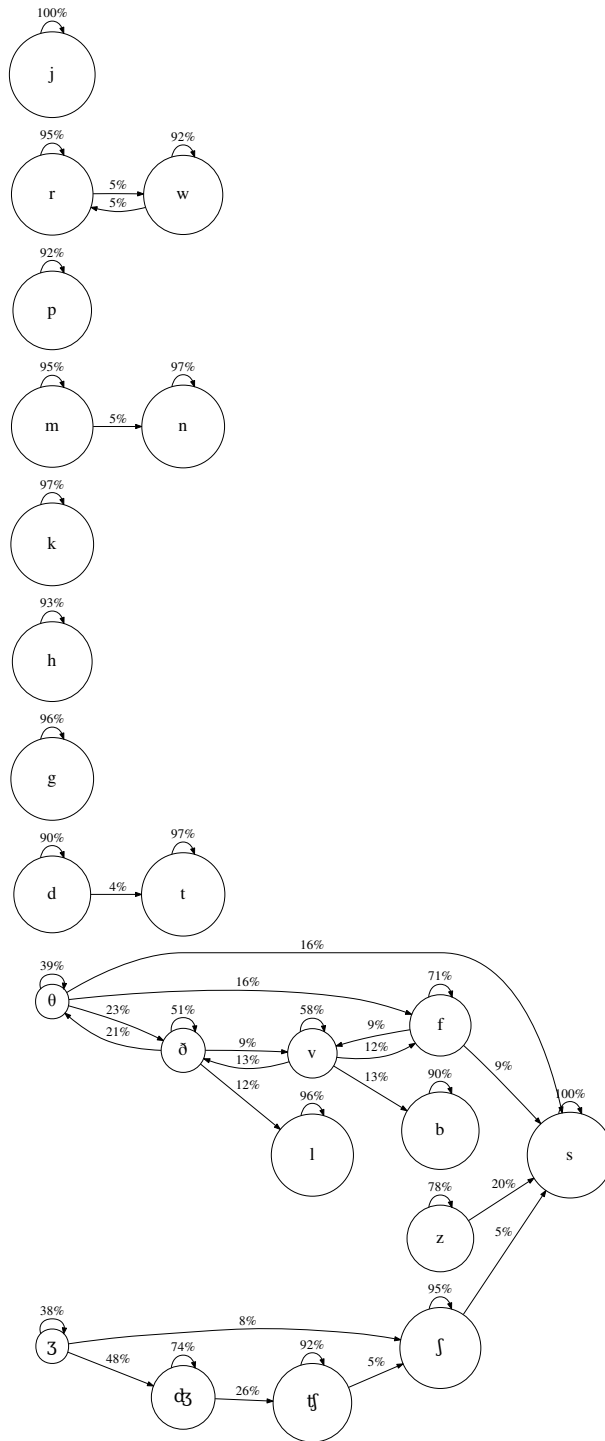 100%
j
95% 92%
r 5% w
5%
92%
p
95% 97%
m 5% n
97%
k
93%
h
96%
g
90% 97%
d 4% t
16%
39% 16% 71%
θ 23% 51% 58% 9% f
21% ð 9% v 12% 9%
13%
12% 96% 13% 90% 100%
l b s
78% 20%
z 5%
95%
38% 8%
ʒ 48% 74% 92% ʃ
ʤ 26% ʧ 5%